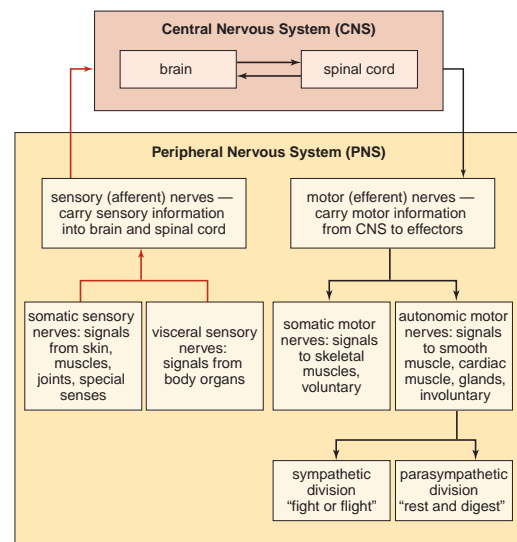 Central Nervous System (CNS)
brain
spinal cord
Peripheral Nervous System (PNS)
sensory (afferent) nerves —
carry sensory information
into brain and spinal cord
motor (efferent) nerves —
carry motor information
from CNS to effectors
somatic sensory
nerves: signals
from skin,
muscles,
joints, special
senses
visceral sensory
nerves:
signals from
body organs
somatic motor
nerves: signals
to skeletal
muscles,
voluntary
autonomic motor
nerves: signals
to smooth
muscle, cardiac
muscle, glands,
involuntary
sympathetic
division
“fight or flight”
parasympathetic
division
“rest and digest”